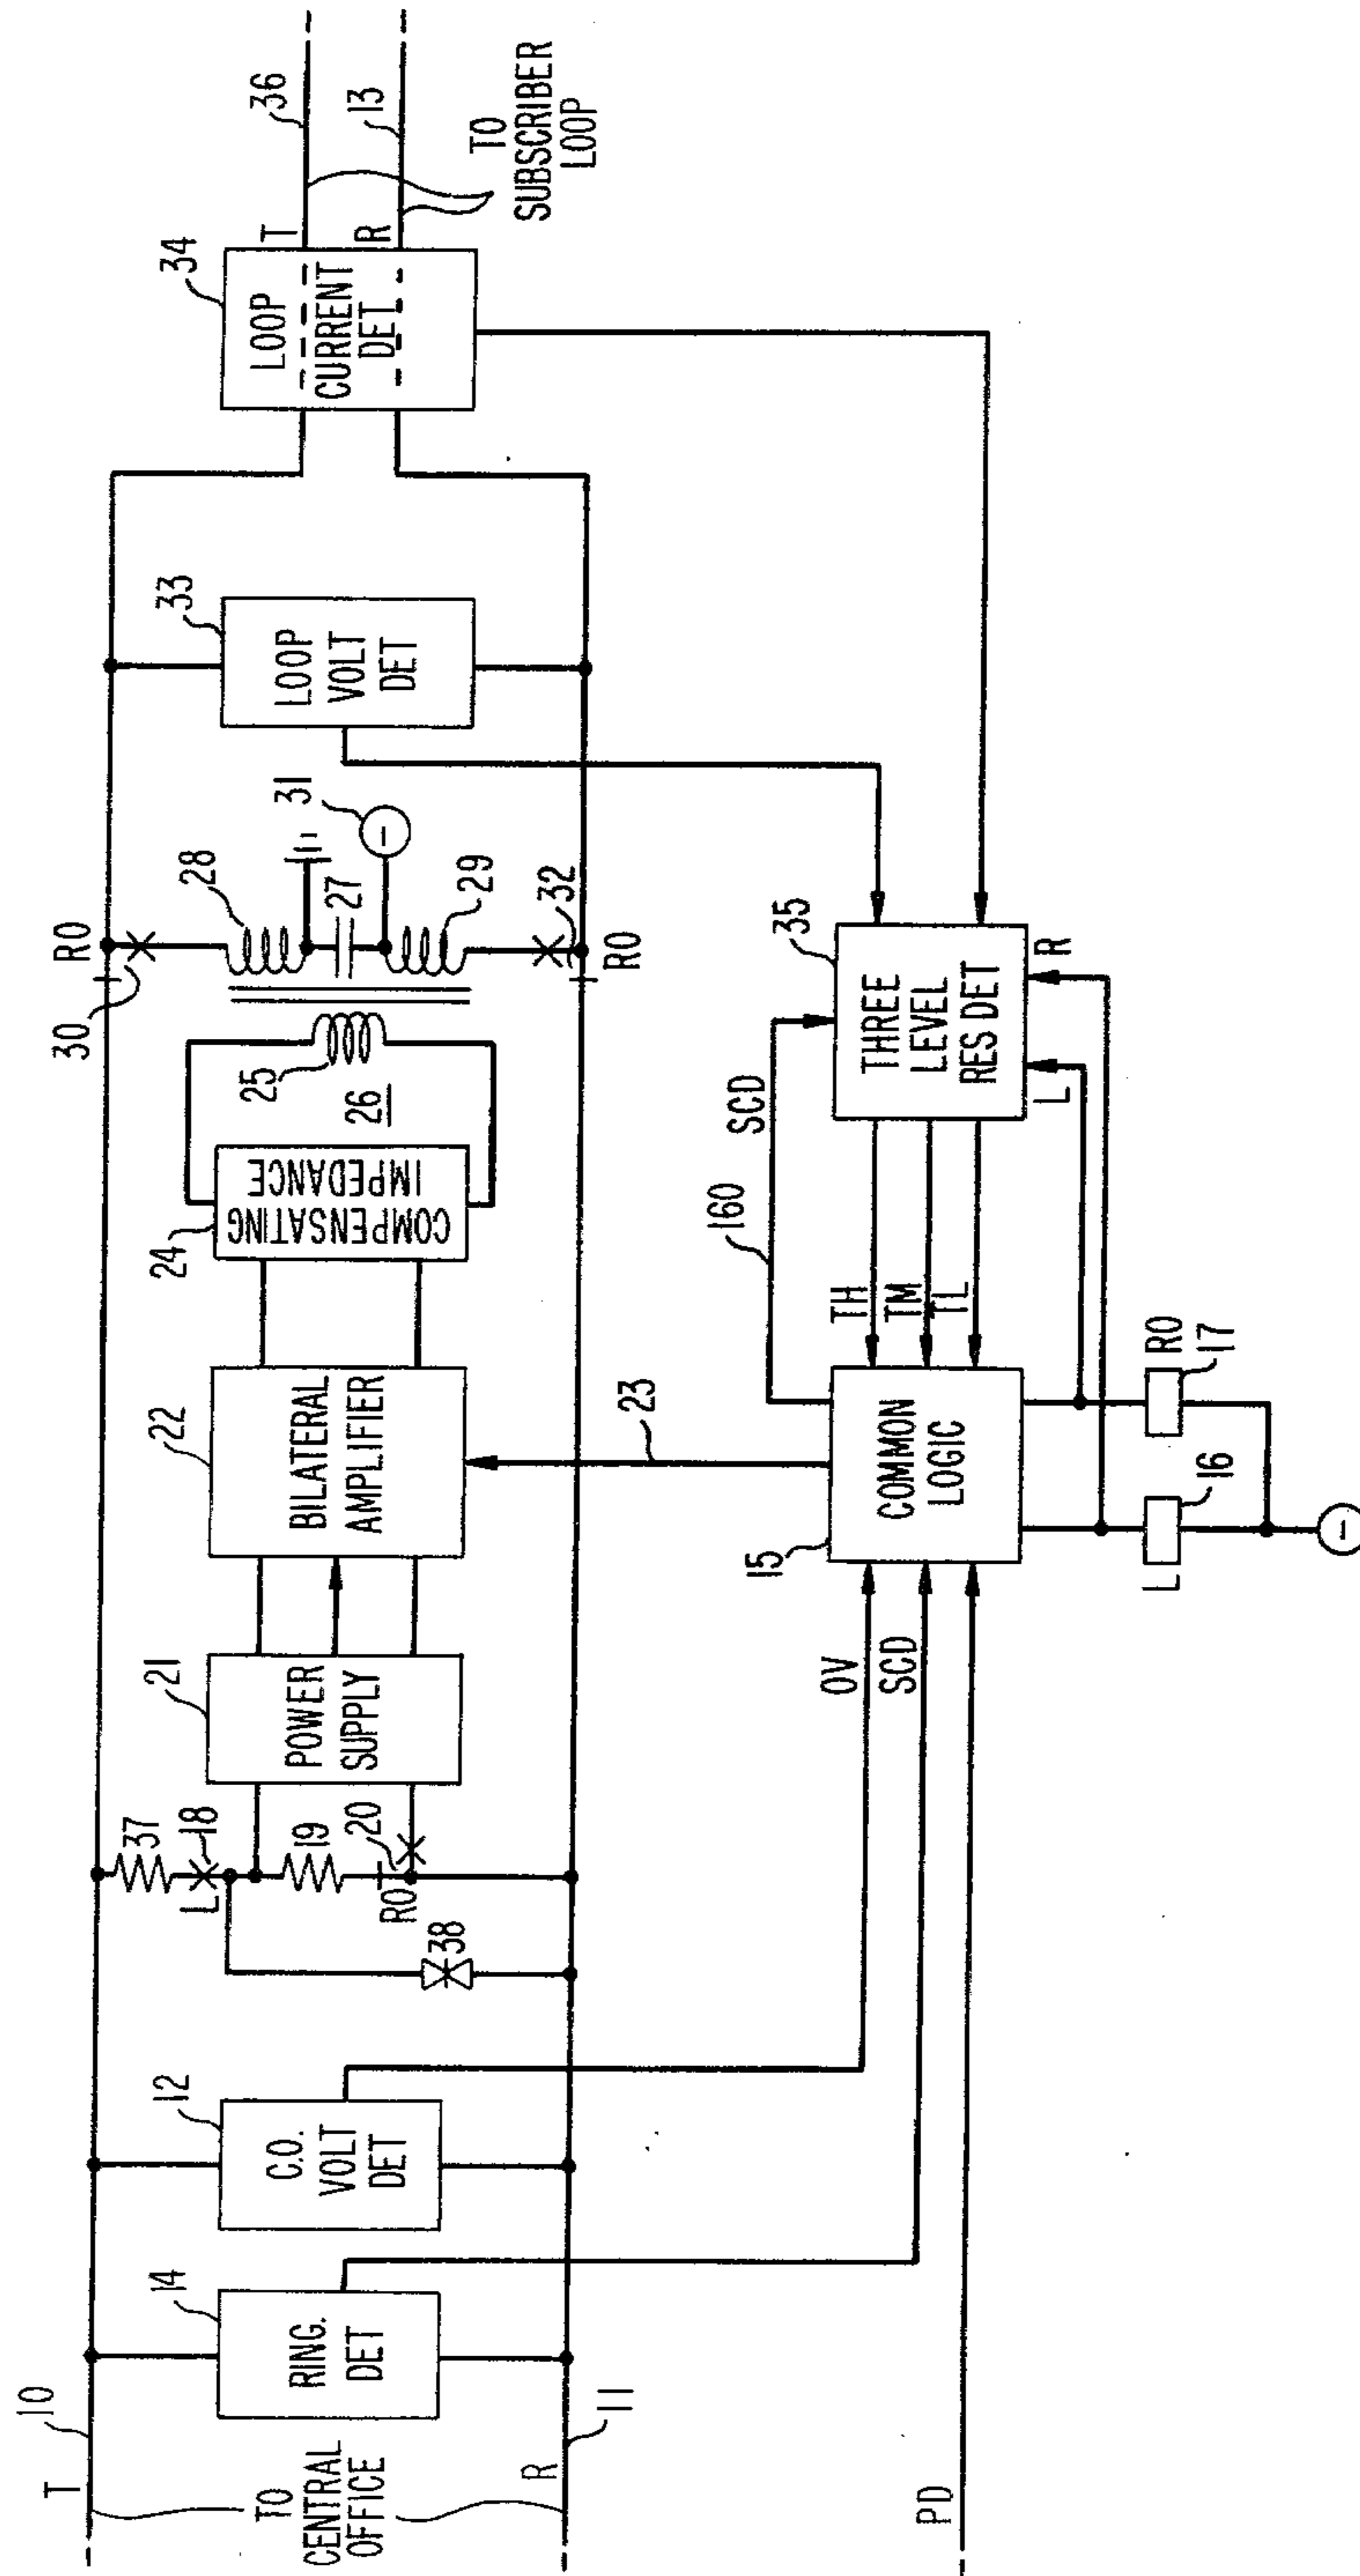 10
T
TO
CENTRAL
OFFICE
R
11
PD
14
RING.
DET
12
C.O.
VOLT
DET
37
18
L
19
20
RO
38
21
POWER
SUPPLY
22
BILATERAL
AMPLIFIER
23
24
COMPENSATING
IMPEDANCE
25
26
RO
30
28
27
31
29
32
RO
33
LOOP
VOLT
DET
34
LOOP
CURRENT
DET
T
R
36
13
TO
SUBSCRIBER
LOOP
OV
SCD
15
COMMON
LOGIC
L
16
RO
17
160
SCD
TH
TM
TL
35
THREE
LEVEL
RES DET
L
R